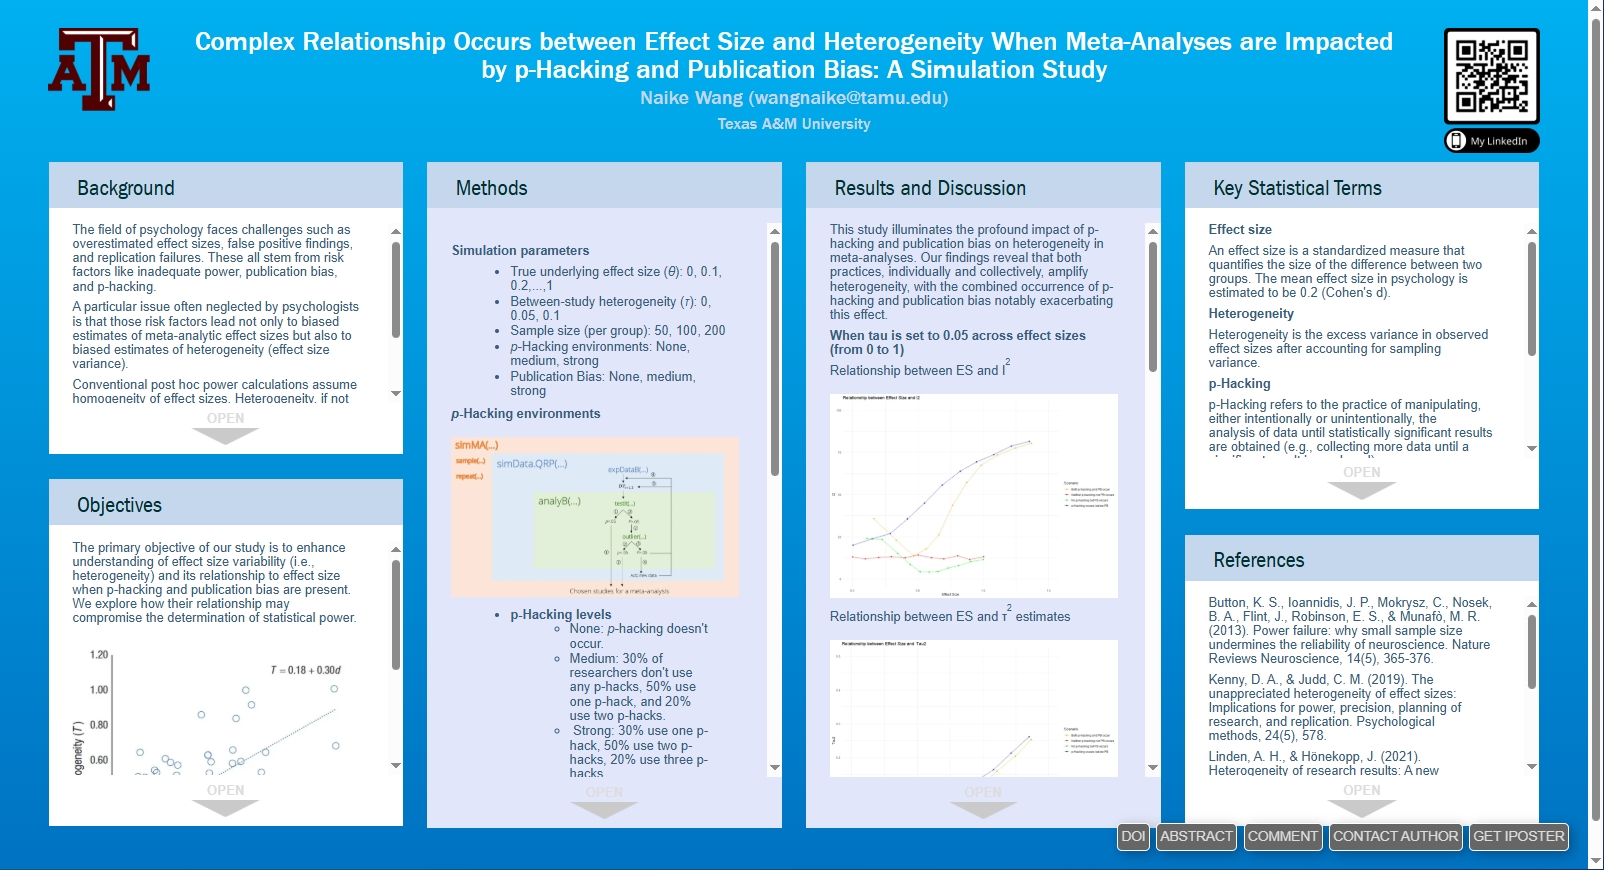 Complex Relationship Occurs between Effect Size and Heterogeneity When Meta-Analyses are Impacted
by p-Hacking and Publication Bias: A Simulation Study
Naike Wang (wangnaike@tamu.edu)
Texas A&M University
My LinkedIn
Background
The field of psychology faces challenges such as
overestimated effect sizes, false positive findings,
and replication failures. These all stem from risk
factors like inadequate power, publication bias,
and p-hacking.
A particular issue often neglected by psychologists
is that those risk factors lead not only to biased
estimates of meta-analytic effect sizes but also to
biased estimates of heterogeneity (effect size
variance).
Conventional post hoc power calculations assume
homogeneity of effect sizes. Heterogeneity, if not
OPEN
Objectives
The primary objective of our study is to enhance
understanding of effect size variability (i.e.,
heterogeneity) and its relationship to effect size
when p-hacking and publication bias are present.
We explore how their relationship may
compromise the determination of statistical power.
1.20
T = 0.18 + 0.30d
1.00
0.80
0.60
ogeneity (T)
OPEN
Methods
Simulation parameters
• True underlying effect size (θ): 0, 0.1,
0.2,...,1
• Between-study heterogeneity (τ): 0,
0.05, 0.1
• Sample size (per group): 50, 100, 200
• p-Hacking environments: None,
medium, strong
• Publication Bias: None, medium,
strong
p-Hacking environments
simMA(...)
sample(...)
repeat(...)
simData.QRP(...)
expDataB(...)
analyB(...)
testIt(...)
outlier(...)
Add new data
Chosen studies for a meta-analysis
• p-Hacking levels
○ None: p-hacking doesn't
occur.
○ Medium: 30% of
researchers don't use
any p-hacks, 50% use
one p-hack, and 20%
use two p-hacks.
○ Strong: 30% use one p-
hack, 50% use two p-
hacks, 20% use three p-
hacks
OPEN
Results and Discussion
This study illuminates the profound impact of p-
hacking and publication bias on heterogeneity in
meta-analyses. Our findings reveal that both
practices, individually and collectively, amplify
heterogeneity, with the combined occurrence of p-
hacking and publication bias notably exacerbating
this effect.
When tau is set to 0.05 across effect sizes
(from 0 to 1)
Relationship between ES and I²
Relationship between Effect Size and I2
Effect Size
Relationship between ES and τ² estimates
Relationship between Effect Size and Tau2
OPEN
Key Statistical Terms
Effect size
An effect size is a standardized measure that
quantifies the size of the difference between two
groups. The mean effect size in psychology is
estimated to be 0.2 (Cohen's d).
Heterogeneity
Heterogeneity is the excess variance in observed
effect sizes after accounting for sampling
variance.
p-Hacking
p-Hacking refers to the practice of manipulating,
either intentionally or unintentionally, the
analysis of data until statistically significant results
are obtained (e.g., collecting more data until a
OPEN
References
Button, K. S., Ioannidis, J. P., Mokrysz, C., Nosek,
B. A., Flint, J., Robinson, E. S., & Munafò, M. R.
(2013). Power failure: why small sample size
undermines the reliability of neuroscience. Nature
Reviews Neuroscience, 14(5), 365-376.
Kenny, D. A., & Judd, C. M. (2019). The
unappreciated heterogeneity of effect sizes:
Implications for power, precision, planning of
research, and replication. Psychological
methods, 24(5), 578.
Linden, A. H., & Hönekopp, J. (2021).
Heterogeneity of research results: A new
OPEN
DOI
ABSTRACT
COMMENT
CONTACT AUTHOR
GET IPOSTER